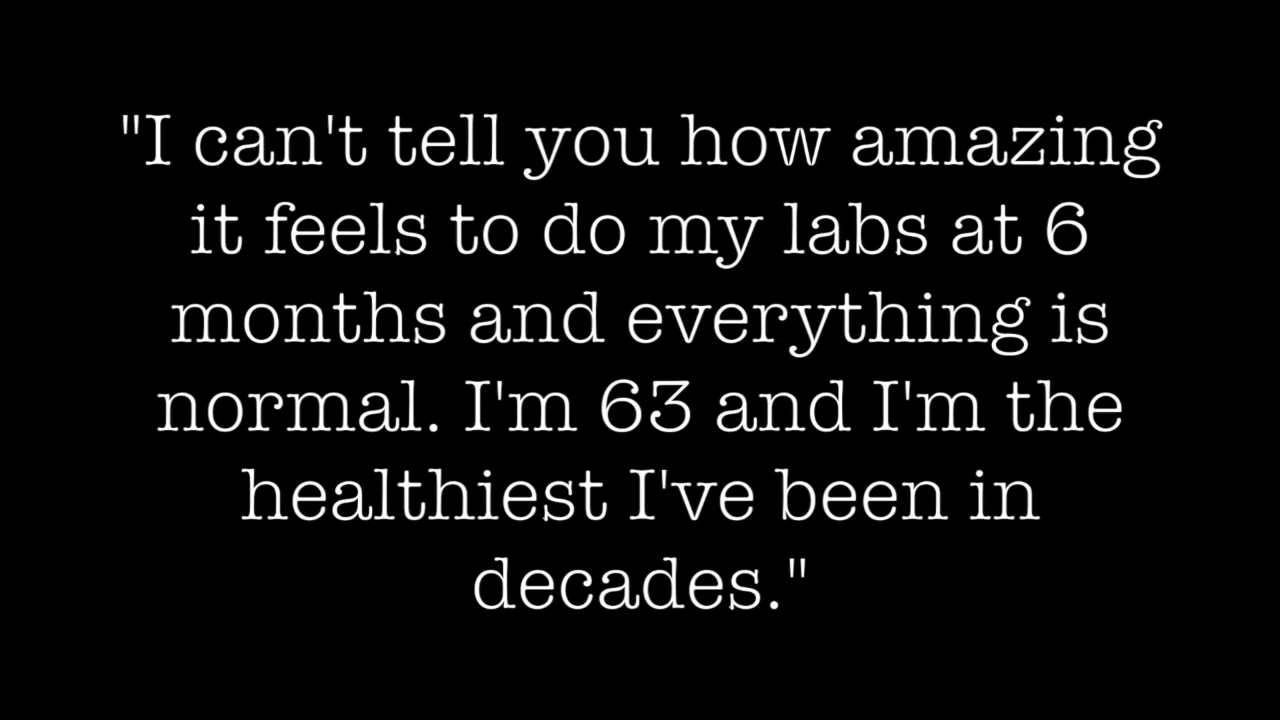 "I can't tell you how amazing
it feels to do my labs at 6
months and everything is
normal. I'm 63 and I'm the
healthiest I've been in
decades."